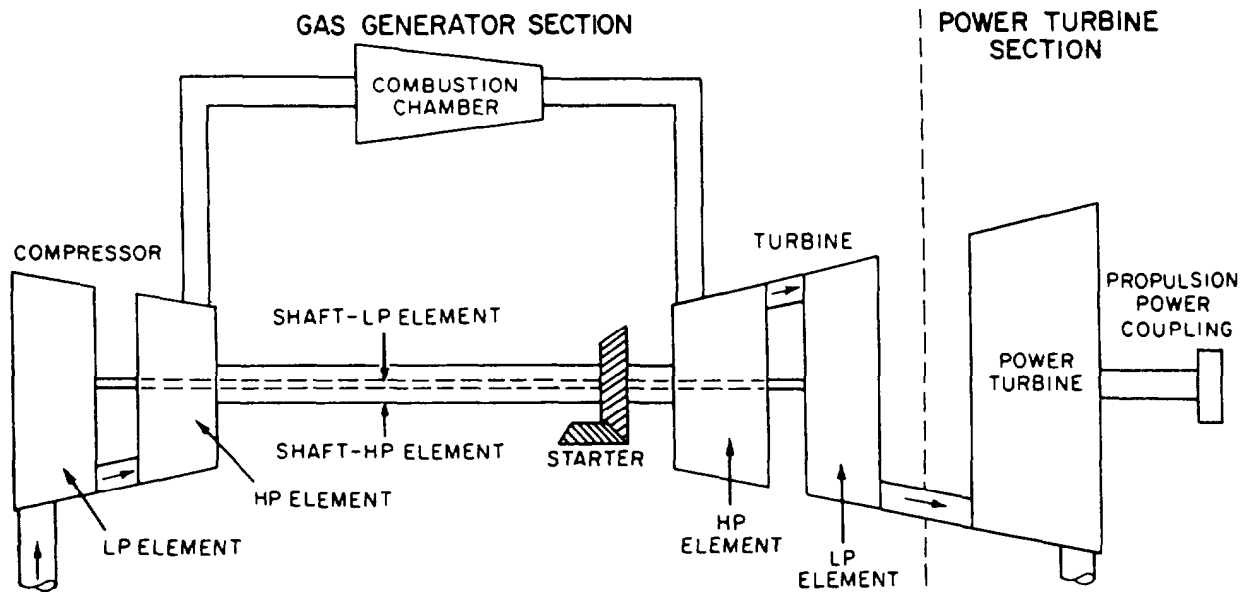 GAS GENERATOR SECTION
POWER TURBINE
SECTION
COMBUSTION
CHAMBER
COMPRESSOR
TURBINE
PROPULSION
POWER
COUPLING
SHAFT-LP ELEMENT
POWER
TURBINE
SHAFT-HP ELEMENT
STARTER
HP ELEMENT
LP ELEMENT
HP
ELEMENT
LP
ELEMENT